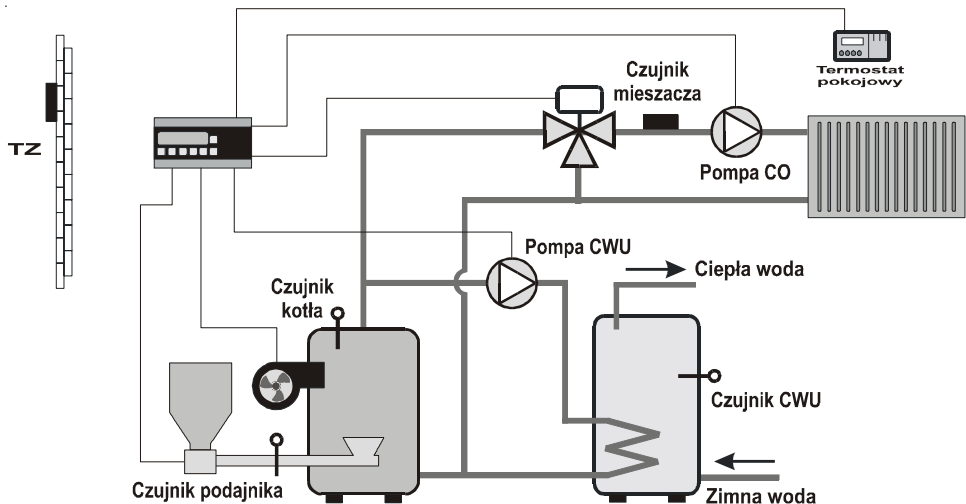 Termostat
pokojowy
Czujnik
mieszacza
TZ
Pompa CO
Pompa CWU
Ciepła woda
Czujnik
kotła
Czujnik CWU
Czujnik podajnika
Zimna woda